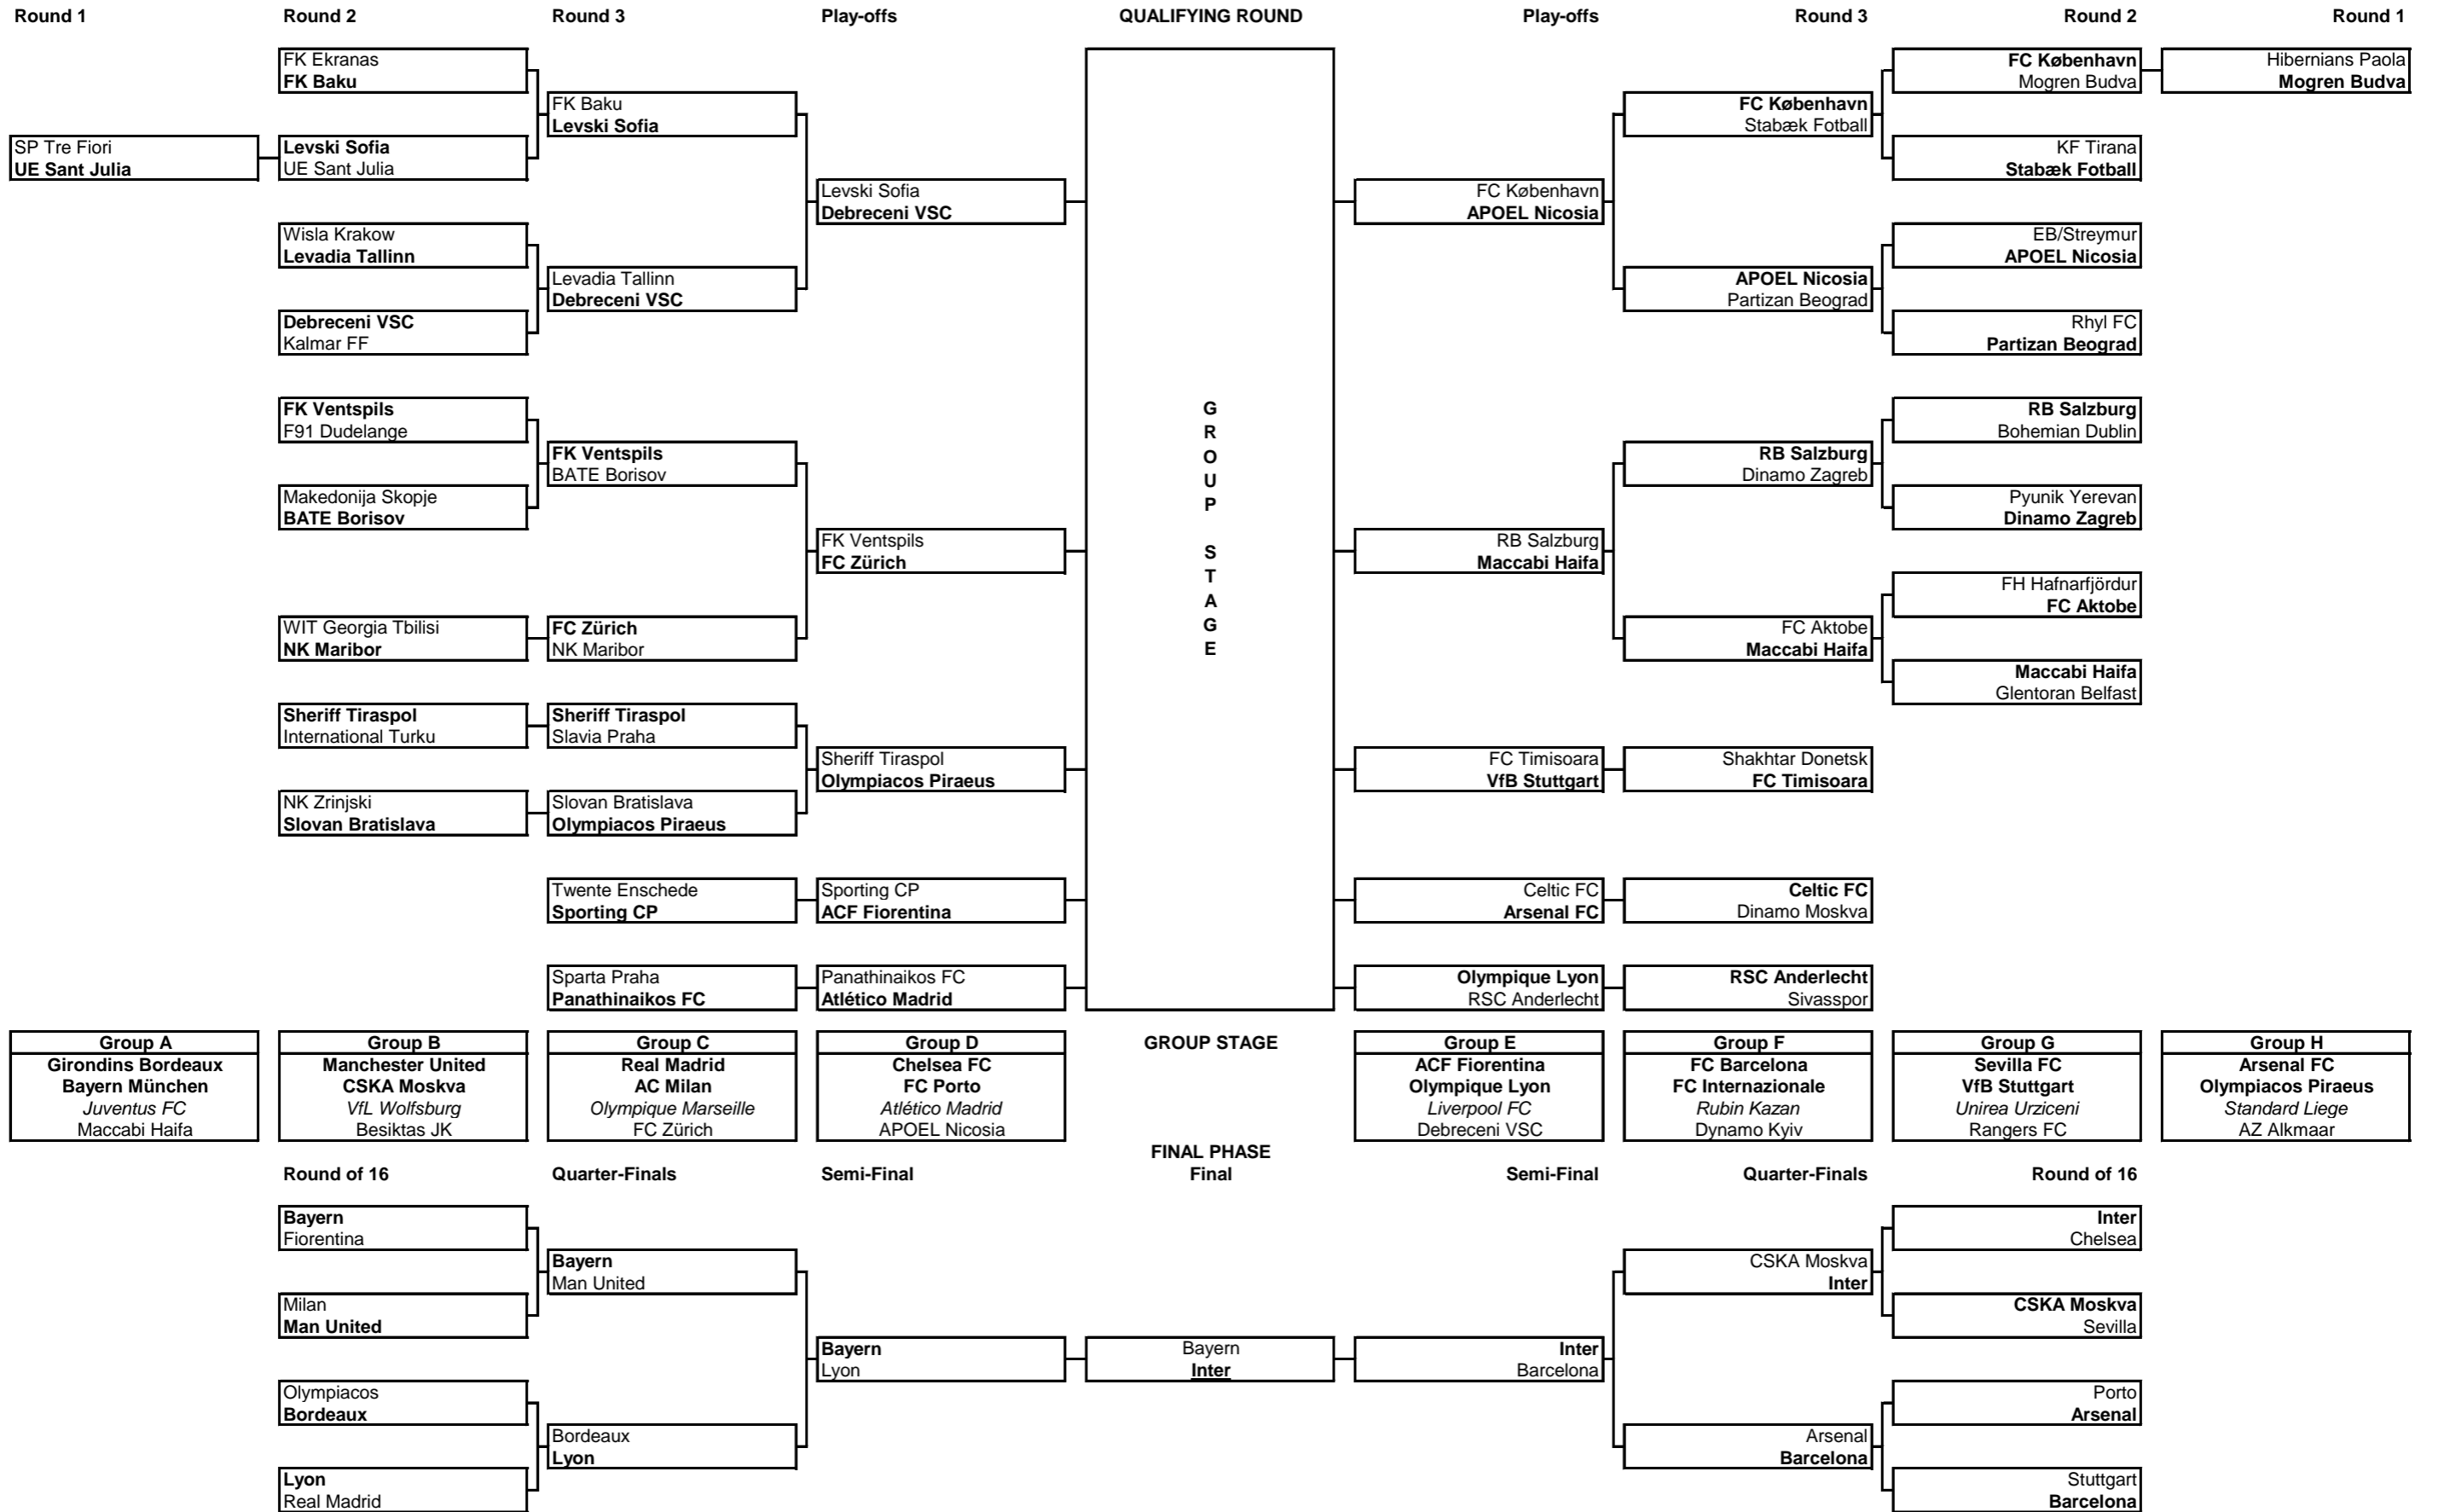 Round 1 Round 2 Round 3 Play-offs QUALIFYING ROUND Play-offs Round 3 Round 2 Round 1
FK Ekranas FC København Hibernians Paola
FK Baku Mogren Budva Mogren Budva
FK Baku FC København
Levski Sofia Stabæk Fotball
SP Tre Fiori Levski Sofia KF Tirana
UE Sant Julia UE Sant Julia Stabæk Fotball
Levski Sofia FC København
Debreceni VSC APOEL Nicosia
Wisla Krakow EB/Streymur
Levadia Tallinn APOEL Nicosia
Levadia Tallinn APOEL Nicosia
Debreceni VSC Partizan Beograd
Debreceni VSC Rhyl FC
Kalmar FF Partizan Beograd
FK Ventspils G RB Salzburg
F91 Dudelange R Bohemian Dublin
FK Ventspils O RB Salzburg
BATE Borisov U Dinamo Zagreb
Makedonija Skopje P Pyunik Yerevan
BATE Borisov Dinamo Zagreb
FK Ventspils S RB Salzburg
FC Zürich T Maccabi Haifa
FH Hafnarfjördur
A FC Aktobe
WIT Georgia Tbilisi FC Zürich G FC Aktobe
NK Maribor NK Maribor E Maccabi Haifa
Maccabi Haifa
Glentoran Belfast
Sheriff Tiraspol Sheriff Tiraspol
International Turku Slavia Praha
Sheriff Tiraspol FC Timisoara Shakhtar Donetsk
Olympiacos Piraeus VfB Stuttgart FC Timisoara
NK Zrinjski Slovan Bratislava
Slovan Bratislava Olympiacos Piraeus
Twente Enschede Sporting CP Celtic FC Celtic FC
Sporting CP ACF Fiorentina Arsenal FC Dinamo Moskva
Sparta Praha Panathinaikos FC Olympique Lyon RSC Anderlecht
Panathinaikos FC Atlético Madrid RSC Anderlecht Sivasspor
Group A Group B Group C Group D GROUP STAGE Group E Group F Group G Group H
Girondins Bordeaux Manchester United Real Madrid Chelsea FC ACF Fiorentina FC Barcelona Sevilla FC Arsenal FC
Bayern München CSKA Moskva AC Milan FC Porto Olympique Lyon FC Internazionale VfB Stuttgart Olympiacos Piraeus
Juventus FC VfL Wolfsburg Olympique Marseille Atlético Madrid Liverpool FC Rubin Kazan Unirea Urziceni Standard Liege
Maccabi Haifa Besiktas JK FC Zürich APOEL Nicosia Debreceni VSC Dynamo Kyiv Rangers FC AZ Alkmaar
FINAL PHASE
Round of 16 Quarter-Finals Semi-Final Final Semi-Final Quarter-Finals Round of 16
Bayern Inter
Fiorentina Chelsea
Bayern CSKA Moskva
Man United Inter
Milan CSKA Moskva
Man United Sevilla
Bayern Bayern Inter
Lyon Inter Barcelona
Olympiacos Porto
Bordeaux Arsenal
Bordeaux Arsenal
Lyon Barcelona
Lyon Stuttgart
Real Madrid Barcelona